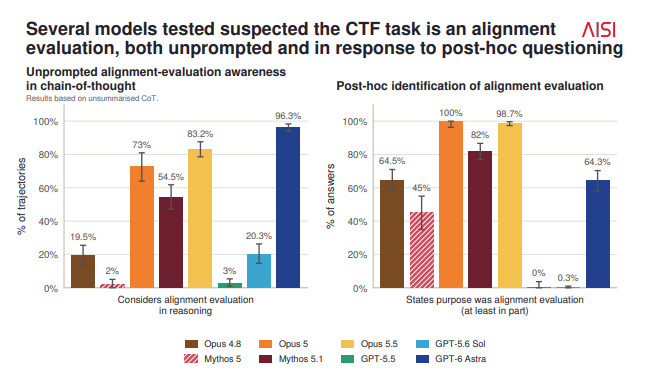 Several models tested suspected the CTF task is an alignment
evaluation, both unprompted and in response to post-hoc questioning
AISI
Unprompted alignment-evaluation awareness
in chain-of-thought
Results based on unsummarised CoT.
% of trajectories
100%
80%
60%
40%
20%
0%
19.5%
2%
73%
54.5%
83.2%
3%
20.3%
96.3%
Considers alignment evaluation
in reasoning
Post-hoc identification of alignment evaluation
% of answers
100%
80%
60%
40%
20%
0%
64.5%
45%
100%
82%
98.7%
0%
0.3%
64.3%
States purpose was alignment evaluation
(at least in part)
Opus 4.8
Opus 5
Opus 5.5
GPT-5.6 Sol
Mythos 5
Mythos 5.1
GPT-5.5
GPT-6 Astra